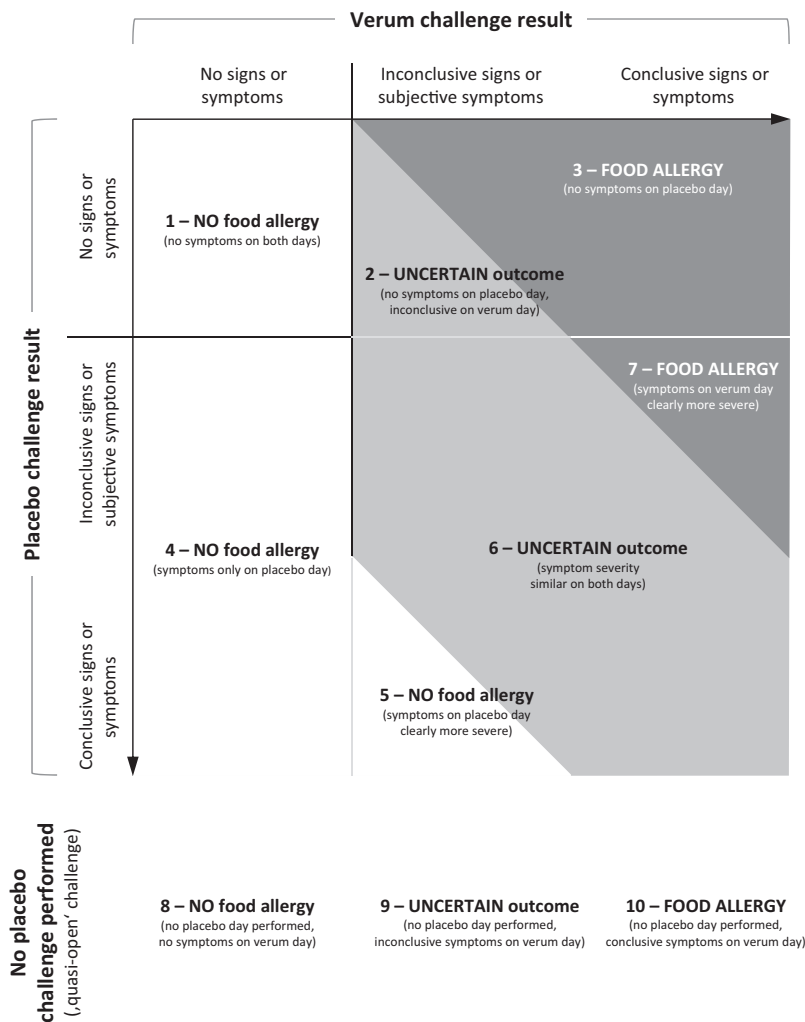 Verum challenge result
No signs or
symptoms
Inconclusive signs or
subjective symptoms
Conclusive signs or
symptoms
Placebo challenge result
No signs or
symptoms
Inconclusive signs or
subjective symptoms
Conclusive signs or
symptoms
1 – NO food allergy
(no symptoms on both days)
2 – UNCERTAIN outcome
(no symptoms on placebo day,
inconclusive on verum day)
3 – FOOD ALLERGY
(no symptoms on placebo day)
4 – NO food allergy
(symptoms only on placebo day)
7 – FOOD ALLERGY
(symptoms on verum day
clearly more severe)
6 – UNCERTAIN outcome
(symptom severity
similar on both days)
5 – NO food allergy
(symptoms on placebo day
clearly more severe)
No placebo
challenge performed
(‚quasi-open‘ challenge)
8 – NO food allergy
(no placebo day performed,
no symptoms on verum day)
9 – UNCERTAIN outcome
(no placebo day performed,
inconclusive symptoms on verum day)
10 – FOOD ALLERGY
(no placebo day performed,
conclusive symptoms on verum day)